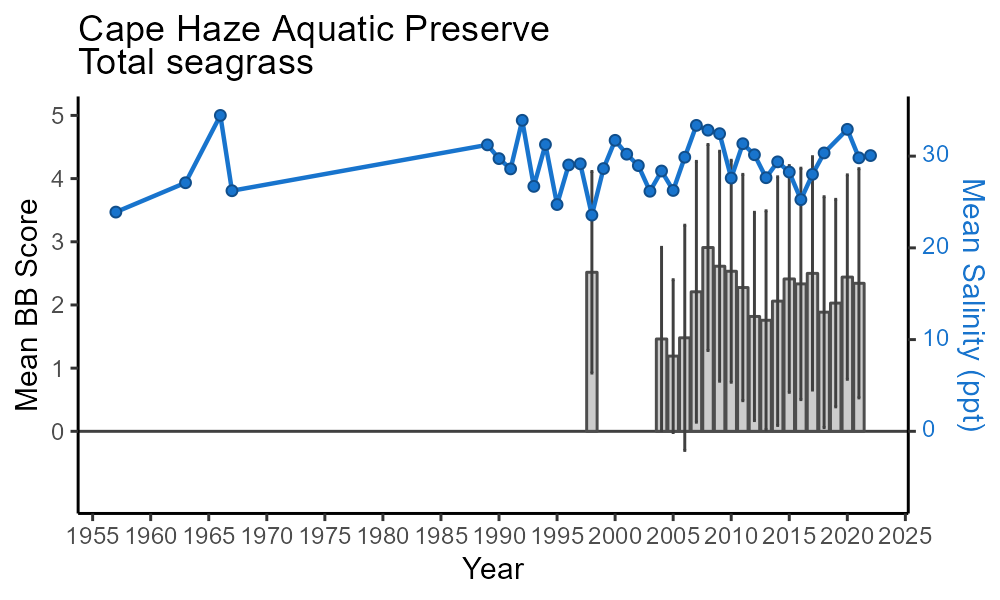 Cape Haze Aquatic Preserve
Total seagrass
Mean BB Score
5
4
3
2
1
0
30
20
10
0
Mean Salinity (ppt)
1955 1960 1965 1970 1975 1980 1985 1990 1995 2000 2005 2010 2015 2020 2025
Year